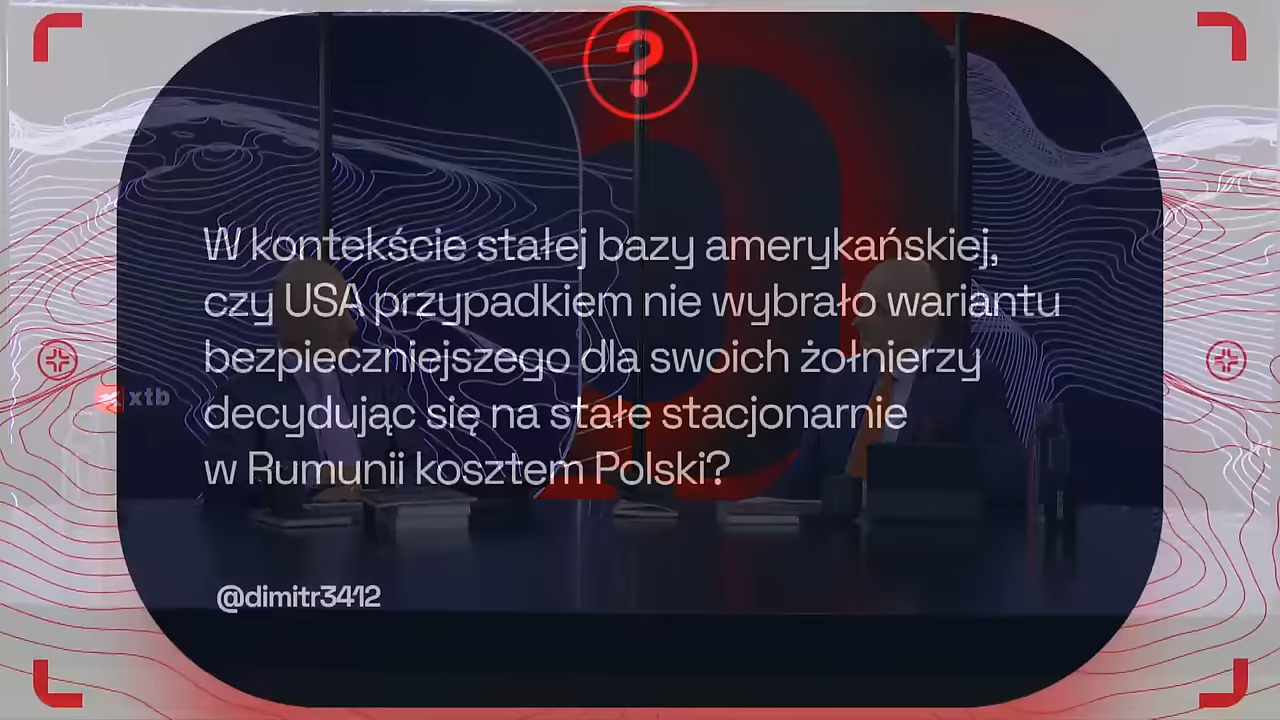 ?
W kontekście stałej bazy amerykańskiej,
czy USA przypadkiem nie wybrało wariantu
bezpieczniejszego dla swoich żołnierzy
decydując się na stałe stacjonarnie
w Rumunii kosztem Polski?
xtb
@dimitr3412